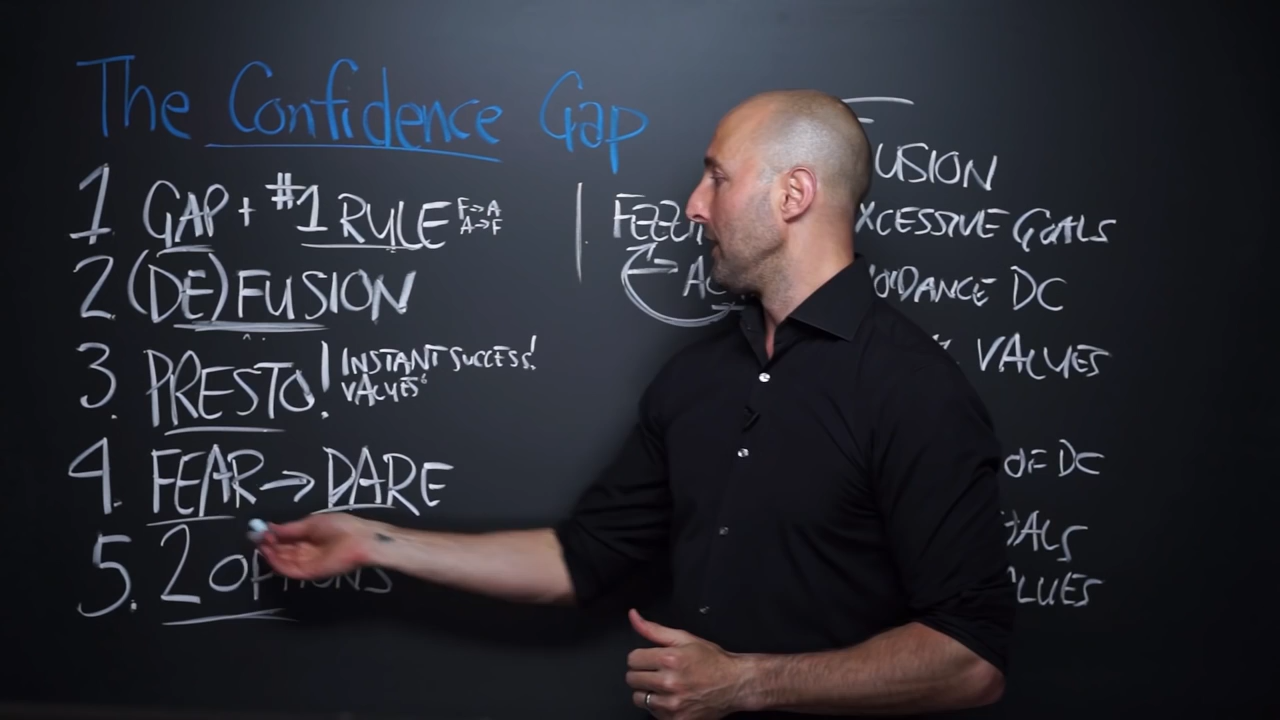 The Confidence Gap
1 GAP + #1 RULE F→A
A→F
2 (DE)FUSION
3. PRESTO! INSTANT SUCCESS!
VALUES
4. FEAR → DARE
5. 2 OPTIONS
USION
XCESSIVE GOALS
OIDANCE DC
VALUES
OF DC
ALS
LUES